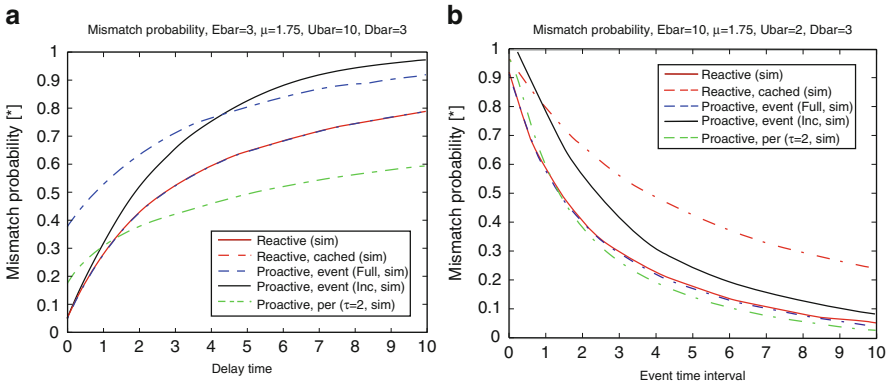 a
Mismatch probability, Ebar=3, μ=1.75, Ubar=10, Dbar=3
Mismatch probability [*]
1
0.9
0.8
0.7
0.6
0.5
0.4
0.3
0.2
0.1
0
0 1 2 3 4 5 6 7 8 9 10
Delay time
Reactive (sim)
Reactive, cached (sim)
Proactive, event (Full, sim)
Proactive, event (Inc, sim)
Proactive, per (τ=2, sim)
b
Mismatch probability, Ebar=10, μ=1.75, Ubar=2, Dbar=3
Mismatch probability [*]
1
0.9
0.8
0.7
0.6
0.5
0.4
0.3
0.2
0.1
0
0 1 2 3 4 5 6 7 8 9 10
Event time interval
Reactive (sim)
Reactive, cached (sim)
Proactive, event (Full, sim)
Proactive, event (Inc, sim)
Proactive, per (τ=2, sim)